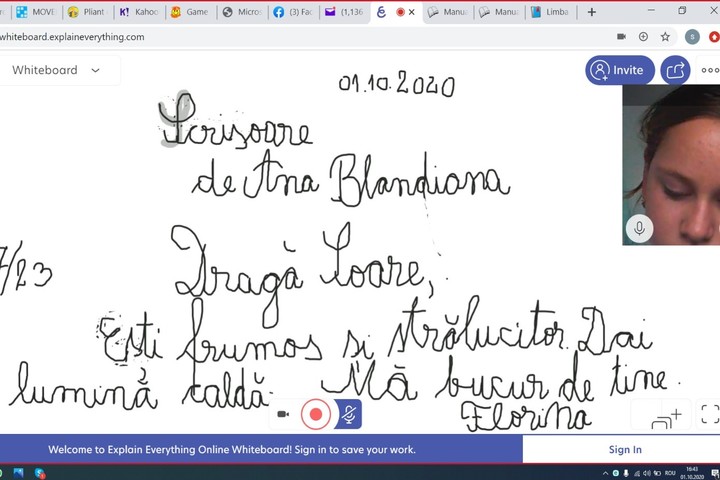 MOVI Pliant Kaho Game Micros (3) Fac (1,136 Manu Manu Limba
whiteboard.explaineverything.com
Whiteboard Invite
01.10.2020
Scrisoare
de Ana Blandiana
/23 Dragă Soare,
Ești frumos și strălucitor. Dai
lumină caldă. Mă bucur de tine.
Florina
Welcome to Explain Everything Online Whiteboard! Sign in to save your work. Sign In
ROU 16:43
01.10.2020